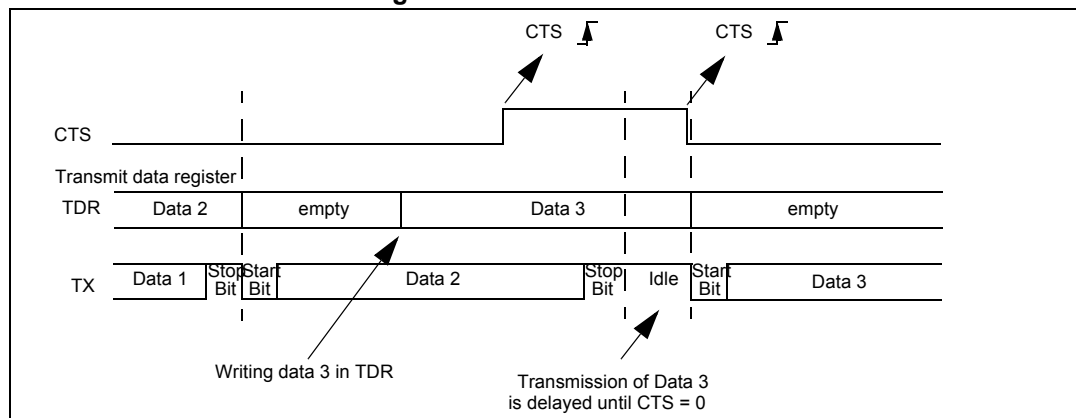 CTS CTS
CTS
Transmit data register
TDR Data 2 empty Data 3 empty
TX Data 1 Stop Bit Start Bit Data 2 Stop Bit Idle Start Bit Data 3
Writing data 3 in TDR
Transmission of Data 3
is delayed until CTS = 0